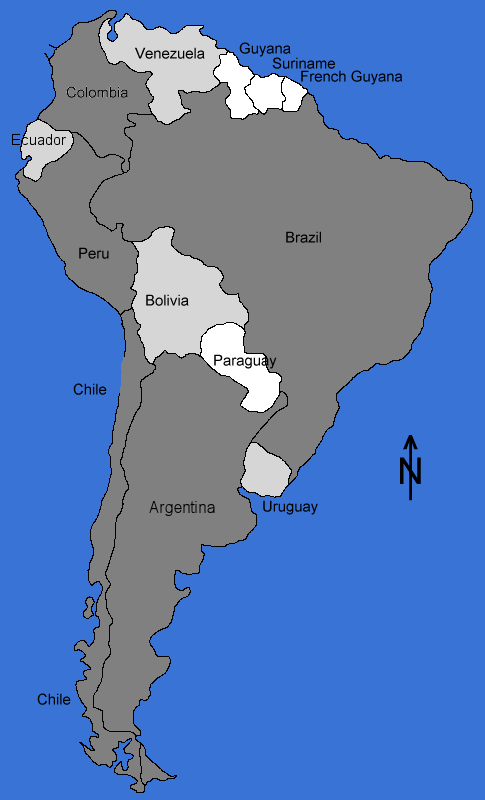 Guyana
Venezuela
Suriname
French Guyana
Colombia
Ecuador
Brazil
Peru
Bolivia
Paraguay
Chile
N
Argentina
Uruguay
Chile